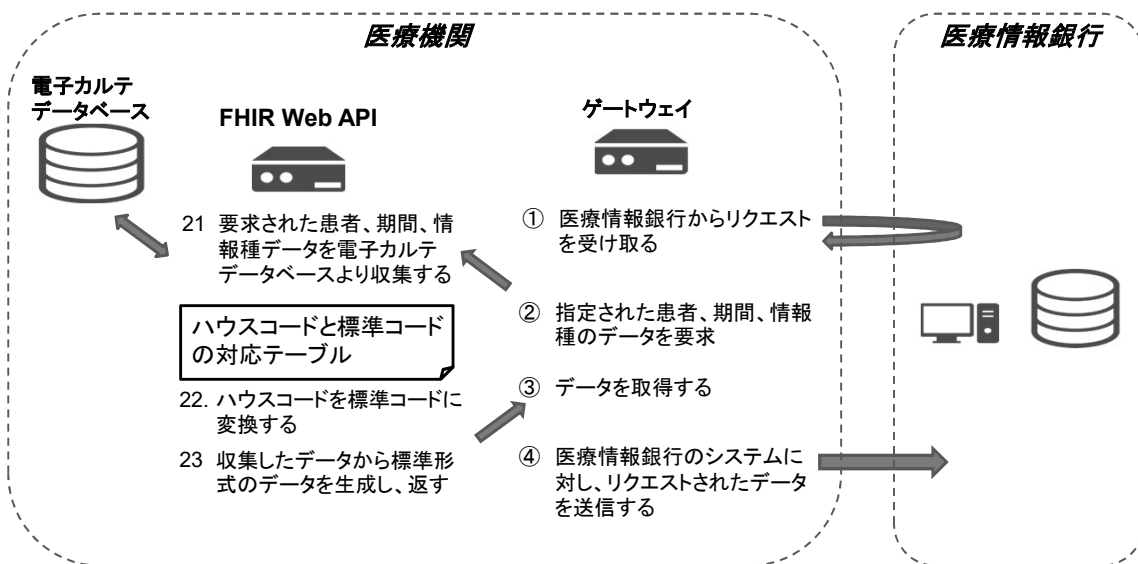 医療機関
医療情報銀行
電子カルテ
データベース
FHIR Web API
ゲートウェイ
21 要求された患者、期間、情
報種データを電子カルテ
データベースより収集する
ハウスコードと標準コード
の対応テーブル
22. ハウスコードを標準コードに
変換する
23 収集したデータから標準形
式のデータを生成し、返す
① 医療情報銀行からリクエスト
を受け取る
② 指定された患者、期間、情報
種のデータを要求
③ データを取得する
④ 医療情報銀行のシステムに
対し、リクエストされたデータ
を送信する